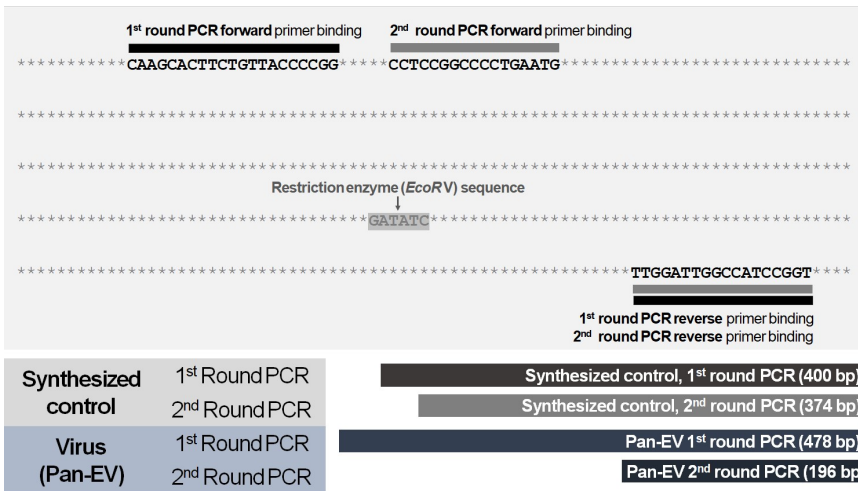 1st round PCR forward primer binding 2nd round PCR forward primer binding
***********CAAGCACTTCTGTTACCCCGG*****CCTCCGGCCCCTGAATG*****************************
***********************************************************************************
***********************************************************************************
Restriction enzyme (EcoRV) sequence
***********************************GATATC******************************************
*************************************************************TTGGATTGGCCATCCGGT****
1st round PCR reverse primer binding
2nd round PCR reverse primer binding
Synthesized control
1st Round PCR
Synthesized control, 1st round PCR (400 bp)
2nd Round PCR
Synthesized control, 2nd round PCR (374 bp)
Virus
(Pan-EV)
1st Round PCR
Pan-EV 1st round PCR (478 bp)
2nd Round PCR
Pan-EV 2nd round PCR (196 bp